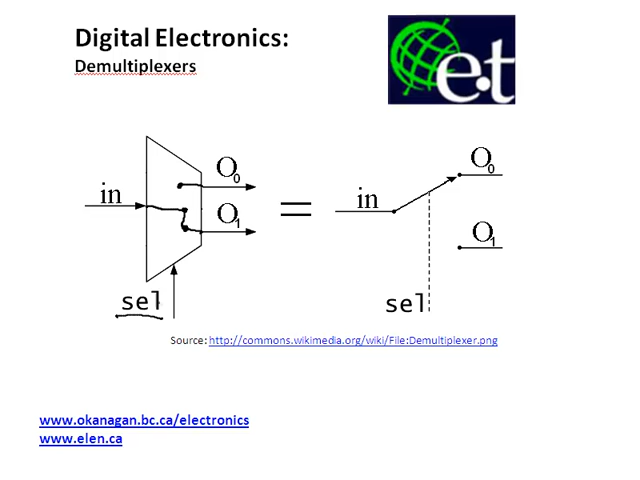 Digital Electronics:
Demultiplexers
e·t
in
O0
O1
sel
=
in
O0
O1
sel
Source: http://commons.wikimedia.org/wiki/File:Demultiplexer.png
www.okanagan.bc.ca/electronics
www.elen.ca